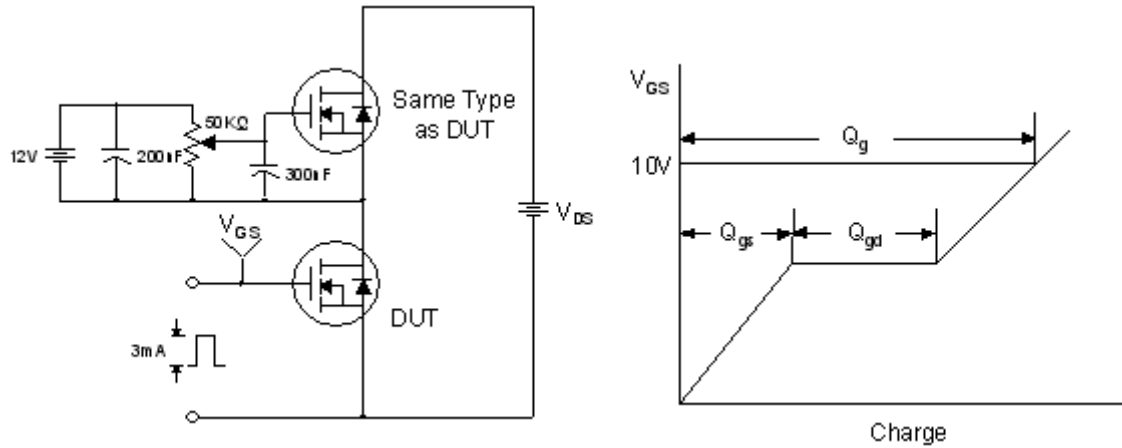 Same Type
as DUT
50KΩ
12V
200nF
300nF
V_GS
V_DS
DUT
3mA
V_GS
Q_g
10V
Q_gs
Q_gd
Charge